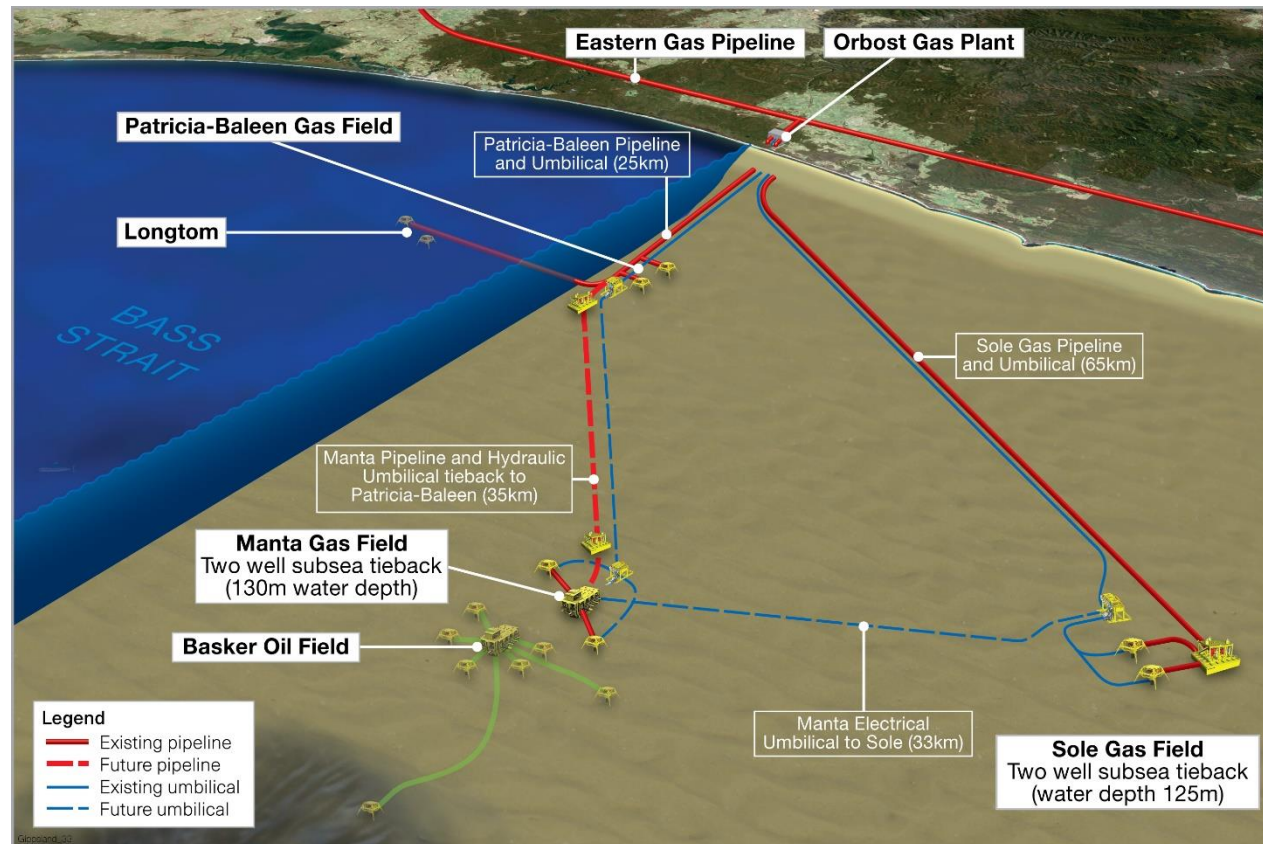 Eastern Gas Pipeline
Orbost Gas Plant
Patricia-Baleen Gas Field
Patricia-Baleen Pipeline
and Umbilical (25km)
Longtom
BASS
STRAIT
Sole Gas Pipeline
and Umbilical (65km)
Manta Pipeline and Hydraulic
Umbilical tieback to
Patricia-Baleen (35km)
Manta Gas Field
Two well subsea tieback
(130m water depth)
Basker Oil Field
Manta Electrical
Umbilical to Sole (33km)
Sole Gas Field
Two well subsea tieback
(water depth 125m)
Legend
Existing pipeline
Future pipeline
Existing umbilical
Future umbilical
Gippsland_33